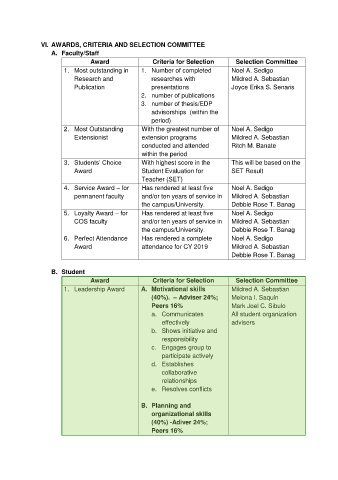 VI. AWARDS, CRITERIA AND SELECTION COMMITTEE
A. Faculty/Staff
Award Criteria for Selection Selection Committee
1. Most outstanding in Research and Publication
1. Number of completed researches with presentations
2. number of publications
3. number of thesis/EDP advisorships (within the period)
Noel A. Sedigo
Mildred A. Sebastian
Joyce Erika S. Senaris
2. Most Outstanding Extensionist
With the greatest number of extension programs conducted and attended within the period
Noel A. Sedigo
Mildred A. Sebastian
Ritch M. Banate
3. Students' Choice Award
With highest score in the Student Evaluation for Teacher (SET)
This will be based on the SET Result
4. Service Award – for permanent faculty
Has rendered at least five and/or ten years of service in the campus/University.
Noel A. Sedigo
Mildred A. Sebastian
Debbie Rose T. Banag
5. Loyalty Award – for COS faculty
Has rendered at least five and/or ten years of service in the campus/University.
Noel A. Sedigo
Mildred A. Sebastian
Debbie Rose T. Banag
6. Perfect Attendance Award
Has rendered a complete attendance for CY 2019
Noel A. Sedigo
Mildred A. Sebastian
Debbie Rose T. Banag
B. Student
Award Criteria for Selection Selection Committee
1. Leadership Award
A. Motivational skills (40%). – Adviser 24%; Peers 16%
a. Communicates effectively
b. Shows initiative and responsibility
c. Engages group to participate actively
d. Establishes collaborative relationships
e. Resolves conflicts
B. Planning and organizational skills (40%) -Adiver 24%; Peers 16%
Mildred A. Sebastian
Melona I. Saquin
Mark Joel C. Sibulo
All student organization advisors